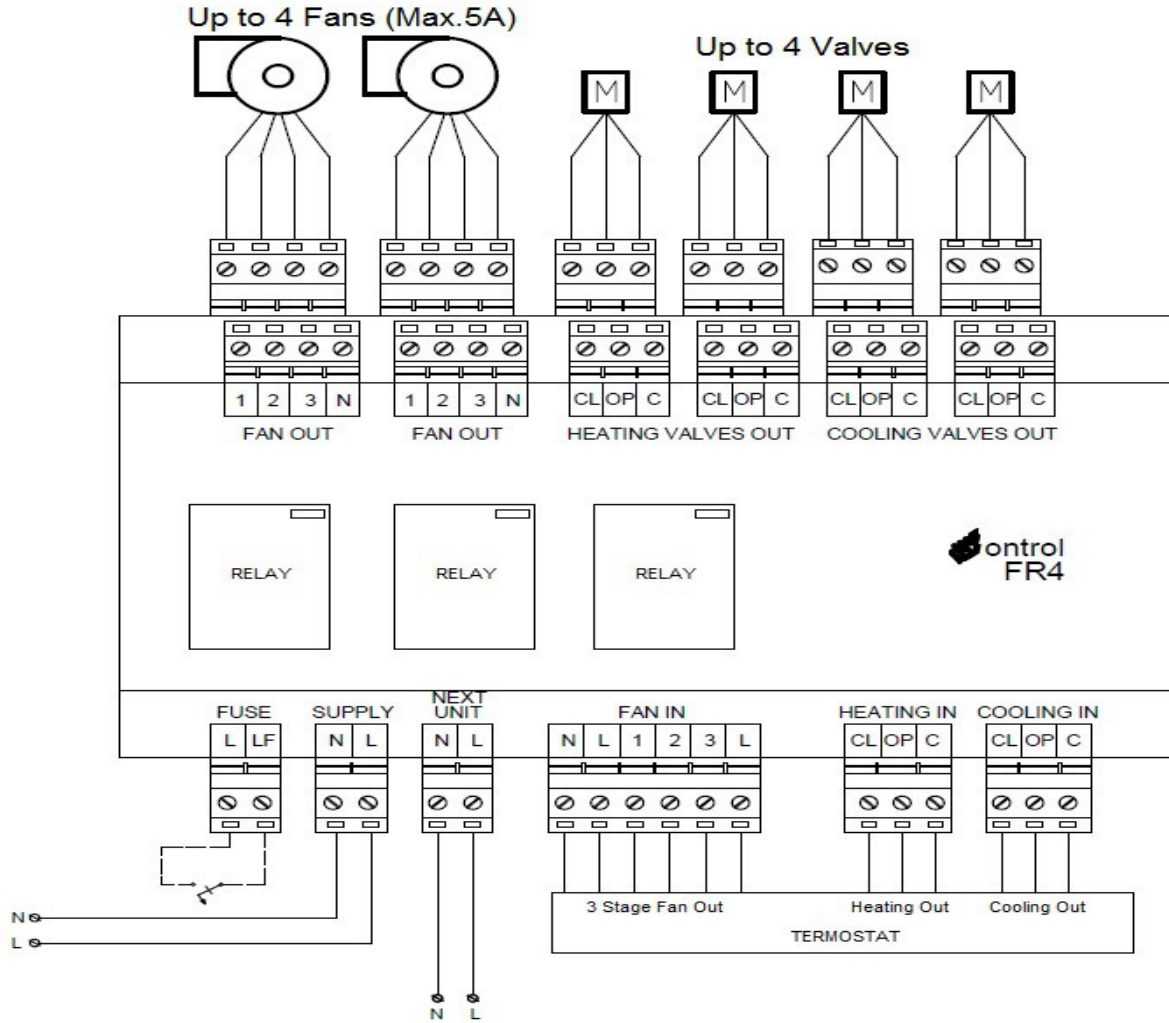 Up to 4 Fans (Max.5A)
Up to 4 Valves
M M M M
1 2 3 N 1 2 3 N CL OP C CL OP C CL OP C CL OP C
FAN OUT FAN OUT HEATING VALVES OUT COOLING VALVES OUT
RELAY RELAY RELAY
ontrol
FR4
FUSE SUPPLY NEXT UNIT FAN IN HEATING IN COOLING IN
L LF N L N L N L 1 2 3 L CL OP C CL OP C
3 Stage Fan Out Heating Out Cooling Out
TERMOSTAT
N
L
N L